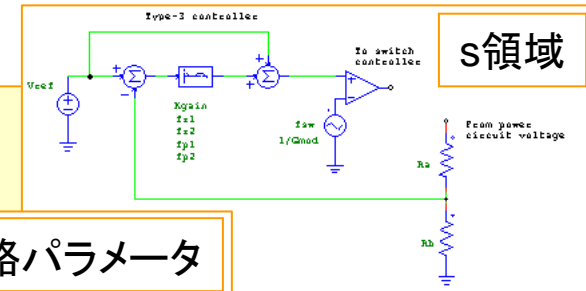 Type-3 controller
s領域
To switch
controller
Vref
Kgain
fz1
fz2
fp1
fp2
fsw
1/Gmod
From power
circuit voltage
Ra
Rb
路パラメータ